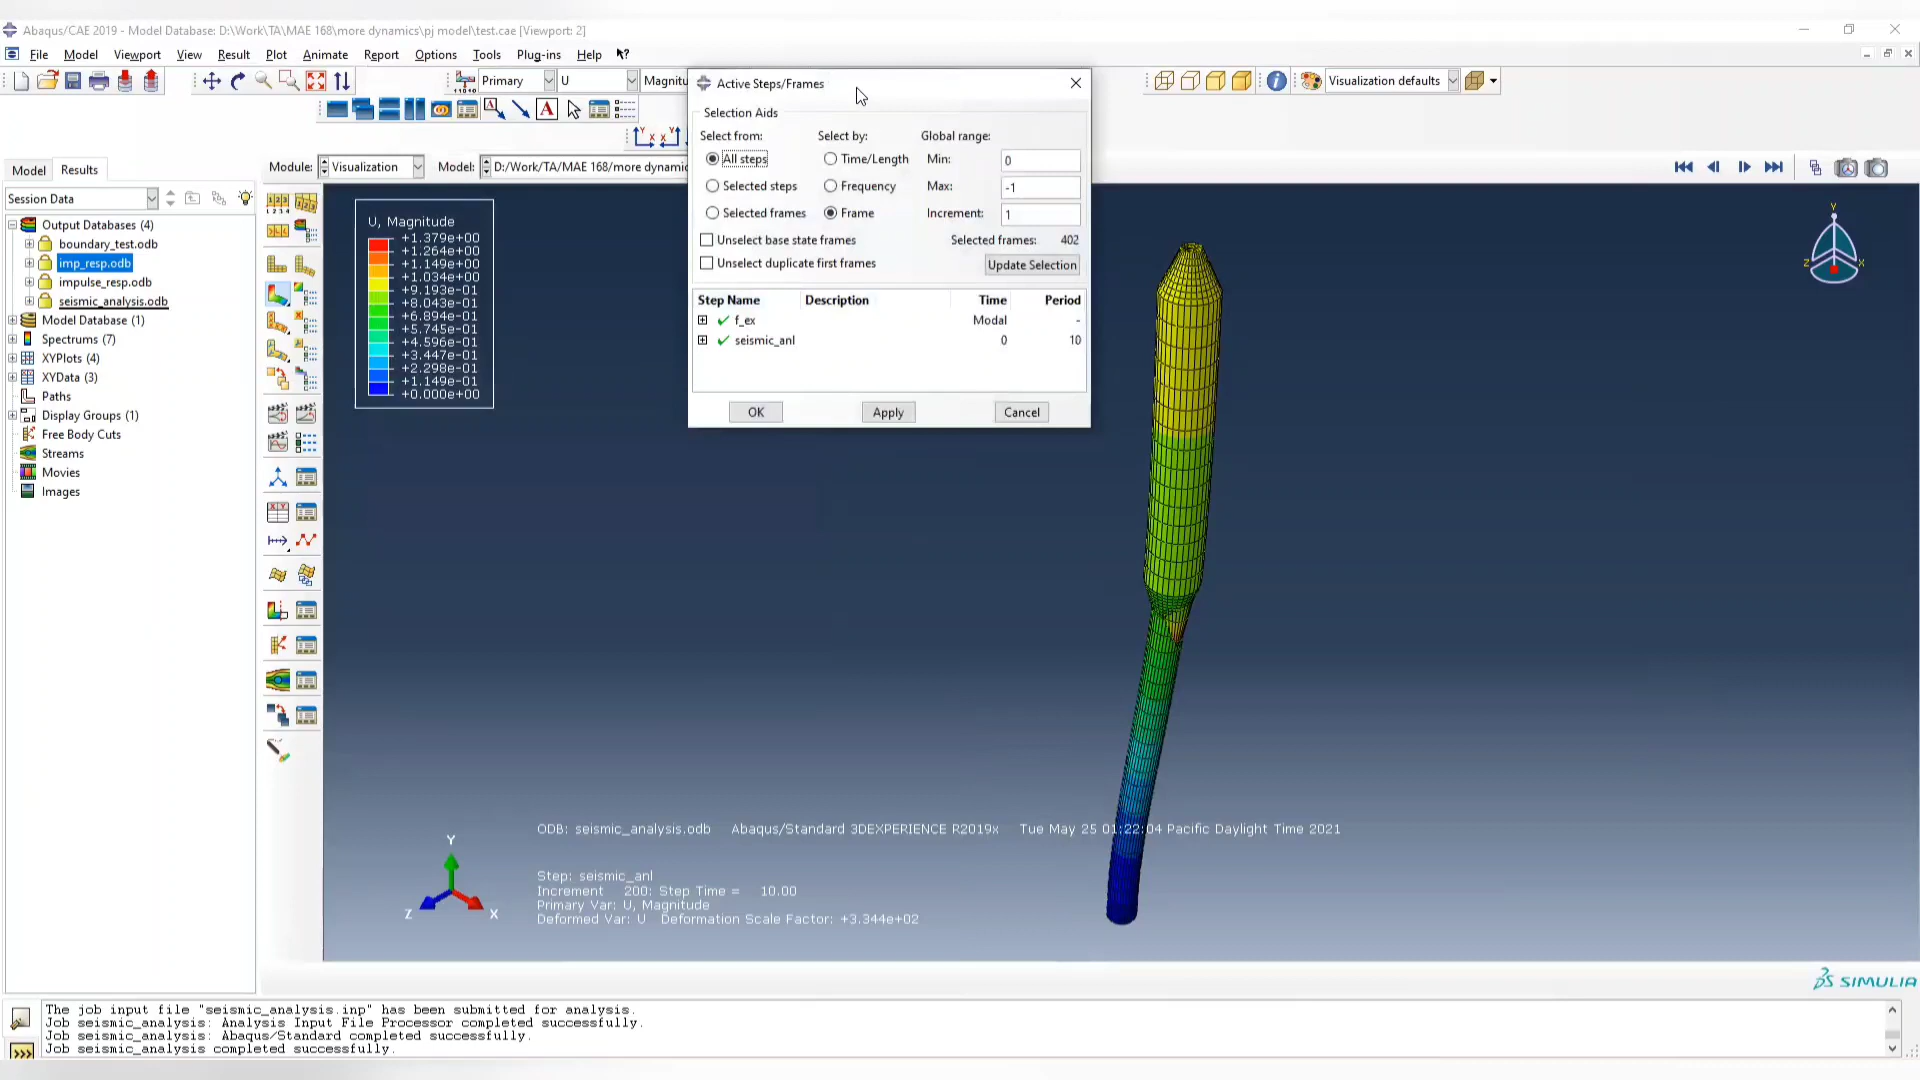 Abaqus/CAE 2019 - Model Database: D:\Work\TA\MAE 168\more dynamics\pj model\test.cae [Viewport: 2]
File Model Viewport View Result Plot Animate Report Options Tools Plug-ins Help
Primary U Magnitu Visualization defaults
Model Results
Module: Visualization Model: D:/Work/TA/MAE 168/more dynamic
Session Data
Output Databases (4)
boundary_test.odb
imp_resp.odb
impulse_resp.odb
seismic_analysis.odb
Model Database (1)
Spectrums (7)
XYPlots (4)
XYData (3)
Paths
Display Groups (1)
Free Body Cuts
Streams
Movies
Images
U, Magnitude
+1.379e+00
+1.264e+00
+1.149e+00
+1.034e+00
+9.193e-01
+8.043e-01
+6.894e-01
+5.745e-01
+4.596e-01
+3.447e-01
+2.298e-01
+1.149e-01
+0.000e+00
Active Steps/Frames
Selection Aids
Select from: Select by: Global range:
All steps Time/Length Min: 0
Selected steps Frequency Max: -1
Selected frames Frame Increment: 1
Unselect base state frames Selected frames: 402
Unselect duplicate first frames Update Selection
Step Name Description Time Period
f_ex Modal -
seismic_anl 0 10
OK Apply Cancel
Y
Z X
Y
Z X
ODB: seismic_analysis.odb Abaqus/Standard 3DEXPERIENCE R2019x Tue May 25 01:22:04 Pacific Daylight Time 2021
Step: seismic_anl
Increment 200: Step Time = 10.00
Primary Var: U, Magnitude
Deformed Var: U Deformation Scale Factor: +3.344e+02
SIMULIA
The job input file "seismic_analysis.inp" has been submitted for analysis.
Job seismic_analysis: Analysis Input File Processor completed successfully.
Job seismic_analysis: Abaqus/Standard completed successfully.
Job seismic_analysis completed successfully.